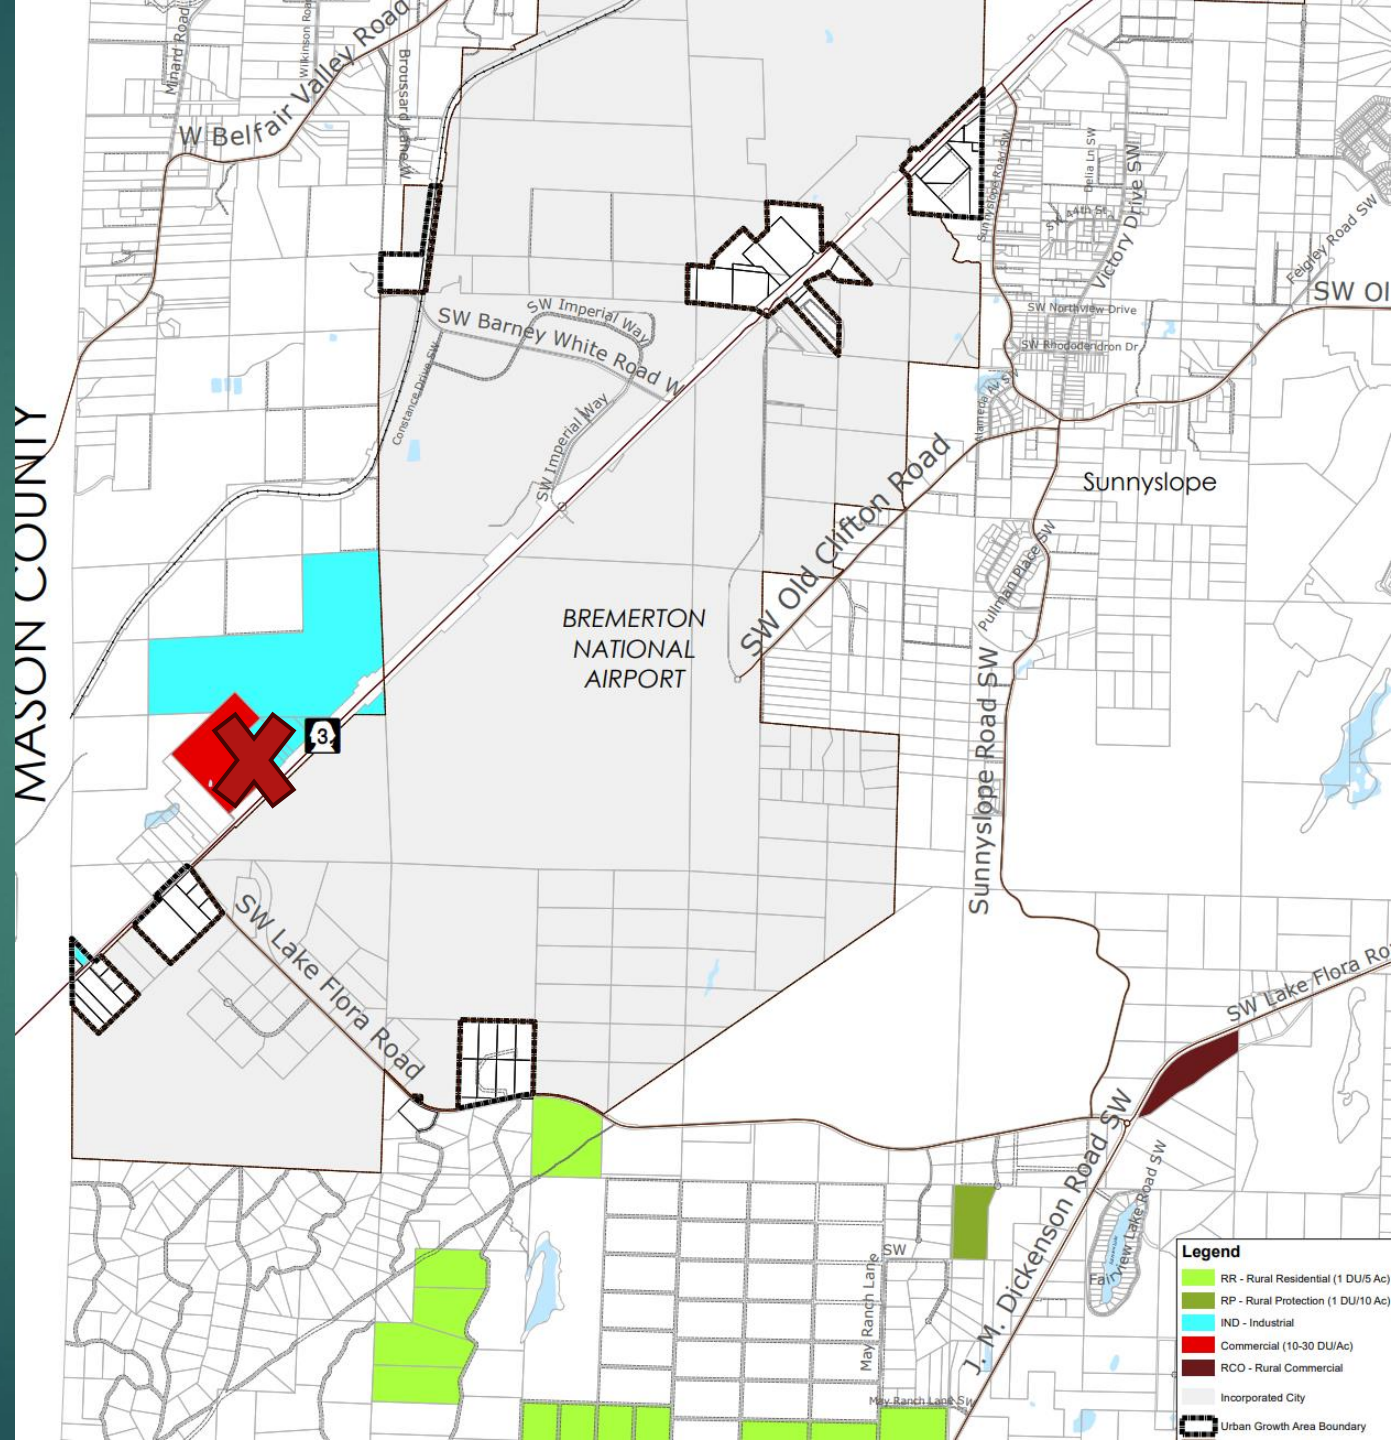 Minard Road
Wilkinson Road
W Belfair Valley Road
Broussard Lane W
Sunnyslope Road SW
Delia Ln SW
SW 44th St
Victory Drive SW
Feigley Road SW
SW Ol
SW Northview Drive
SW Rhododendron Dr
SW Imperial Way
SW Barney White Road W
Constance Drive SW
SW Imperial Way
Alameda Av SW
MASON COUNTY
SW Old Clifton Road
Sunnyslope
Pullman Place SW
BREMERTON
NATIONAL
AIRPORT
3
Sunnyslope Road SW
SW Lake Flora Road
SW Lake Flora Ro
J. M. Dickenson Road SW
Fairview Lake Road SW
SW
May Ranch Lane
May Ranch Lane SW
Legend
RR - Rural Residential (1 DU/5 Ac)
RP - Rural Protection (1 DU/10 Ac)
IND - Industrial
Commercial (10-30 DU/Ac)
RCO - Rural Commercial
Incorporated City
Urban Growth Area Boundary